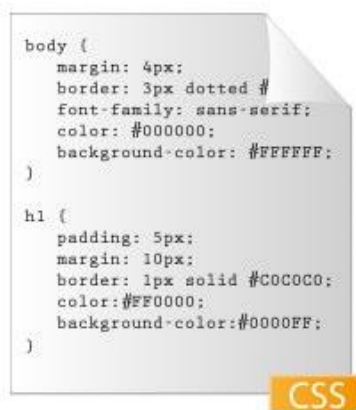 body {
margin: 4px;
border: 3px dotted #
font-family: sans-serif;
color: #000000;
background-color: #FFFFFF;
}
h1 {
padding: 5px;
margin: 10px;
border: 1px solid #C0C0C0;
color:#FF0000;
background-color:#0000FF;
}
CSS